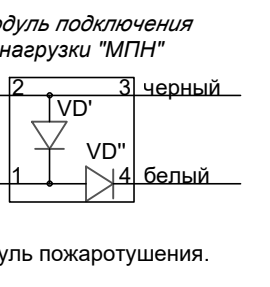 одуль подключения
нагрузки "МПН"
2 3 черный
VD'
VD"
1 4 белый
уль пожаротушения.